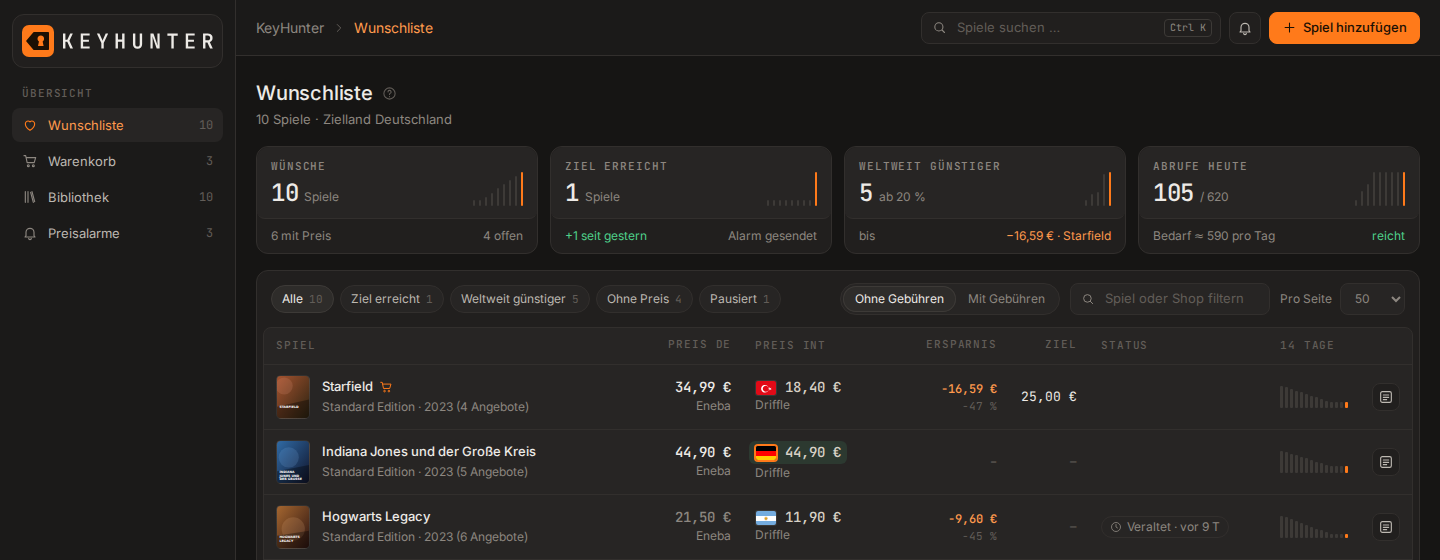 KEYHUNTER
KeyHunter > Wunschliste
Spiele suchen ...
Ctrl K
Spiel hinzufügen
ÜBERSICHT
Wunschliste 10
Warenkorb 3
Bibliothek 10
Preisalarme 3
Wunschliste
10 Spiele · Zielland Deutschland
WÜNSCHE
10 Spiele
6 mit Preis
4 offen
ZIEL ERREICHT
1 Spiele
+1 seit gestern
Alarm gesendet
WELTWEIT GÜNSTIGER
5 ab 20 %
bis
−16,59 € · Starfield
ABRUFE HEUTE
105 / 620
Bedarf ≈ 590 pro Tag
reicht
Alle 10
Ziel erreicht 1
Weltweit günstiger 5
Ohne Preis 4
Pausiert 1
Ohne Gebühren
Mit Gebühren
Spiel oder Shop filtern
Pro Seite 50
SPIEL PREIS DE PREIS INT ERSPARNIS ZIEL STATUS 14 TAGE
Starfield 34,99 € 18,40 € -16,59 € 25,00 €
Standard Edition · 2023 (4 Angebote) Eneba Driffle -47 %
Indiana Jones und der Große Kreis 44,90 € 44,90 € – –
Standard Edition · 2023 (5 Angebote) Eneba Driffle
Hogwarts Legacy 21,50 € 11,90 € -9,60 € – Veraltet · vor 9 T
Standard Edition · 2023 (6 Angebote) Eneba Driffle -45 %